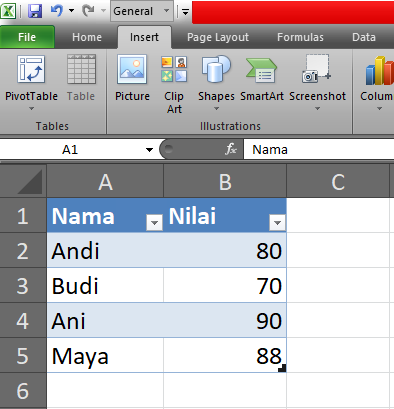 General
File Home Insert Page Layout Formulas Data
PivotTable Table Picture Clip Art Shapes SmartArt Screenshot Column
Tables Illustrations
A1 fx Nama
A B C
1 Nama Nilai
2 Andi 80
3 Budi 70
4 Ani 90
5 Maya 88
6